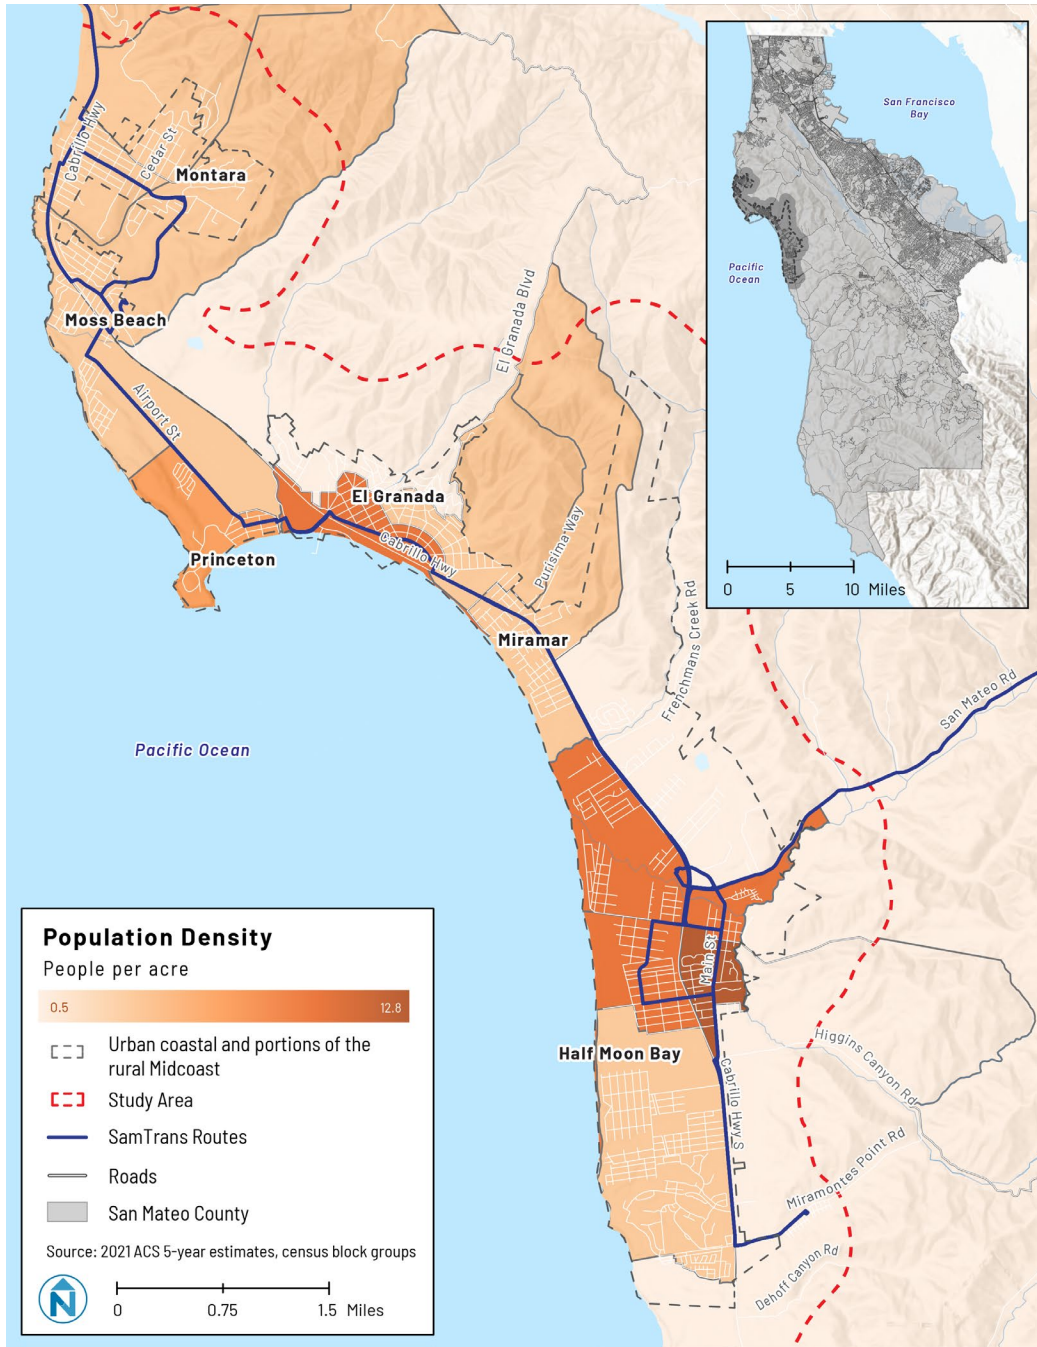 San Francisco
Bay
Pacific
Ocean
0
5
10 Miles
Cabrillo Hwy
Cedar St
Montara
Moss Beach
El Granada Blvd
Airport St
El Granada
Cabrillo Hwy
Princeton
Purisima Way
Miramar
Frenchmans Creek Rd
San Mateo Rd
Pacific Ocean
Main St
Half Moon Bay
Higgins Canyon Rd
Cabrillo Hwy S
Miramontes Point Rd
Dehoff Canyon Rd
Population Density
People per acre
0.5
12.8
Urban coastal and portions of the
rural Midcoast
Study Area
SamTrans Routes
Roads
San Mateo County
Source: 2021 ACS 5-year estimates, census block groups
N
0
0.75
1.5 Miles